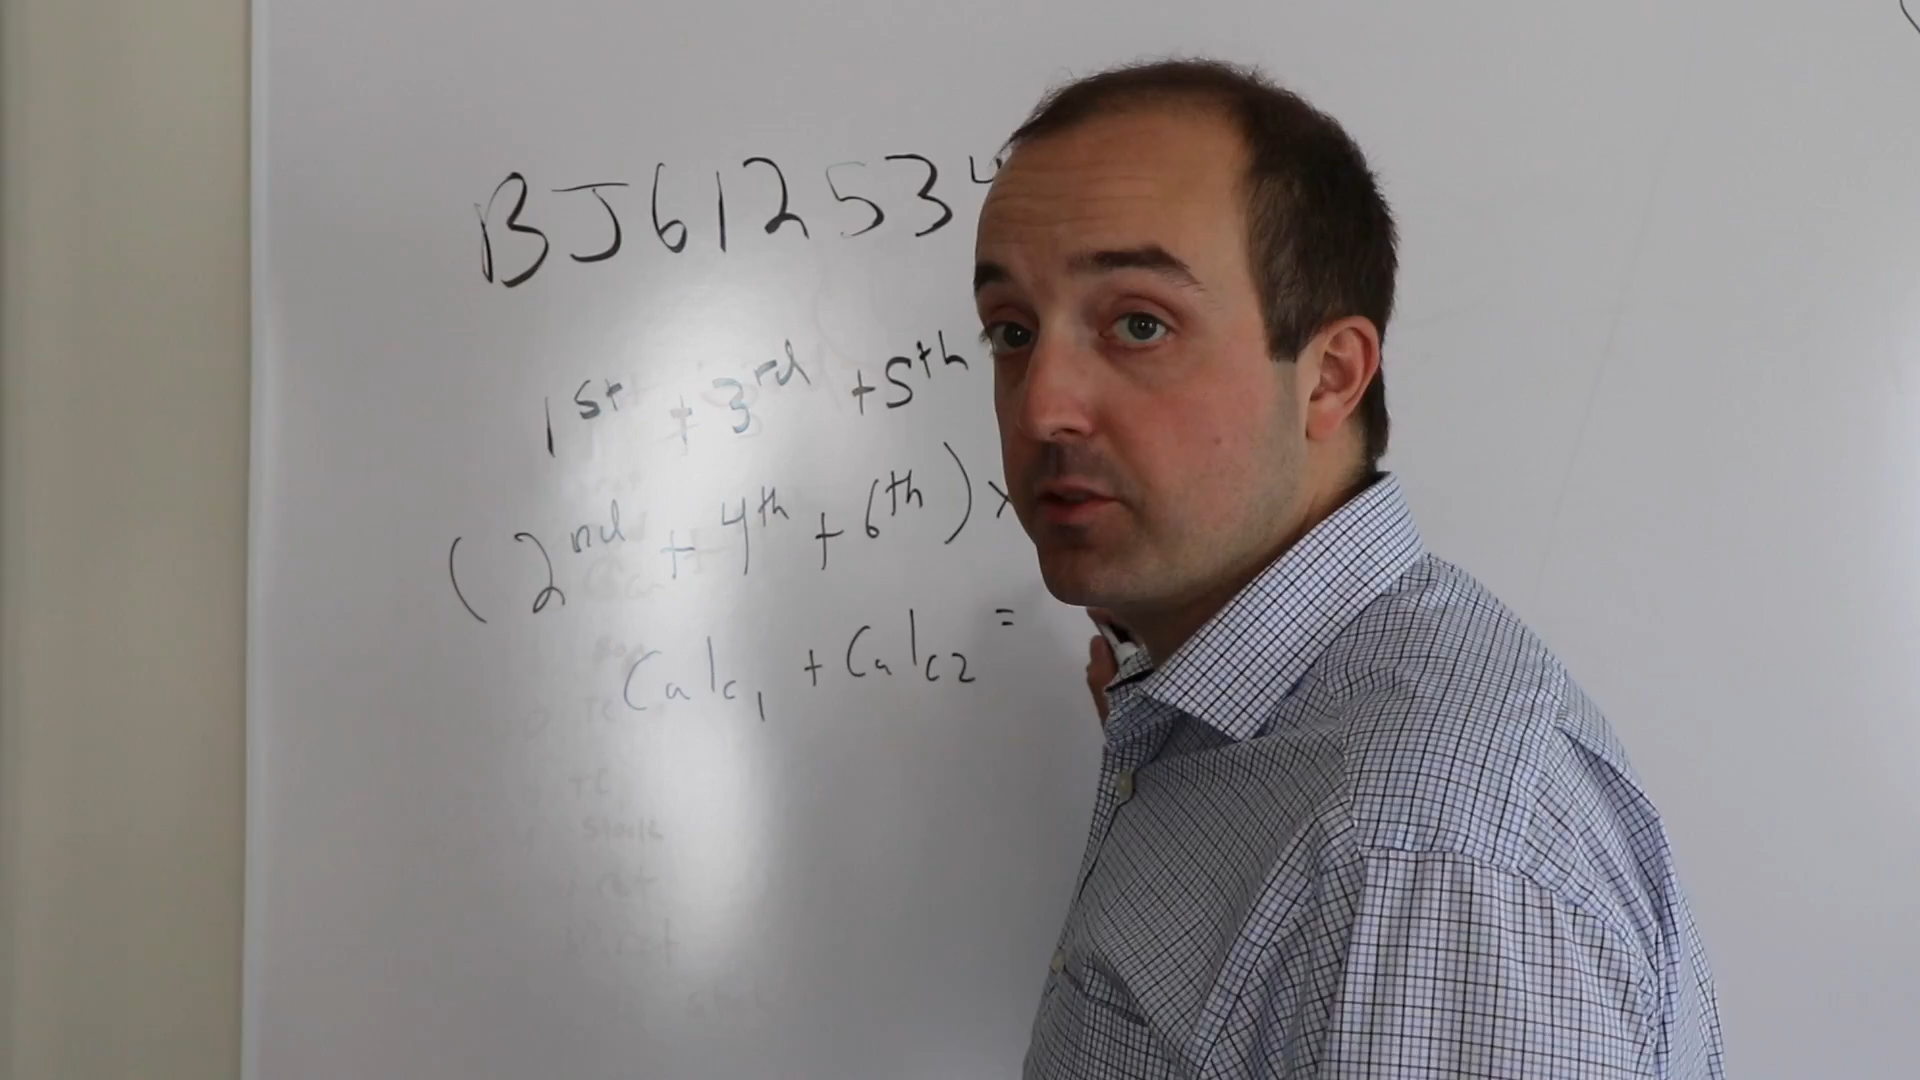 BJ612534
1st + 3rd + 5th
(2nd + 4th + 6th) x
Calc1 + Calc2 =